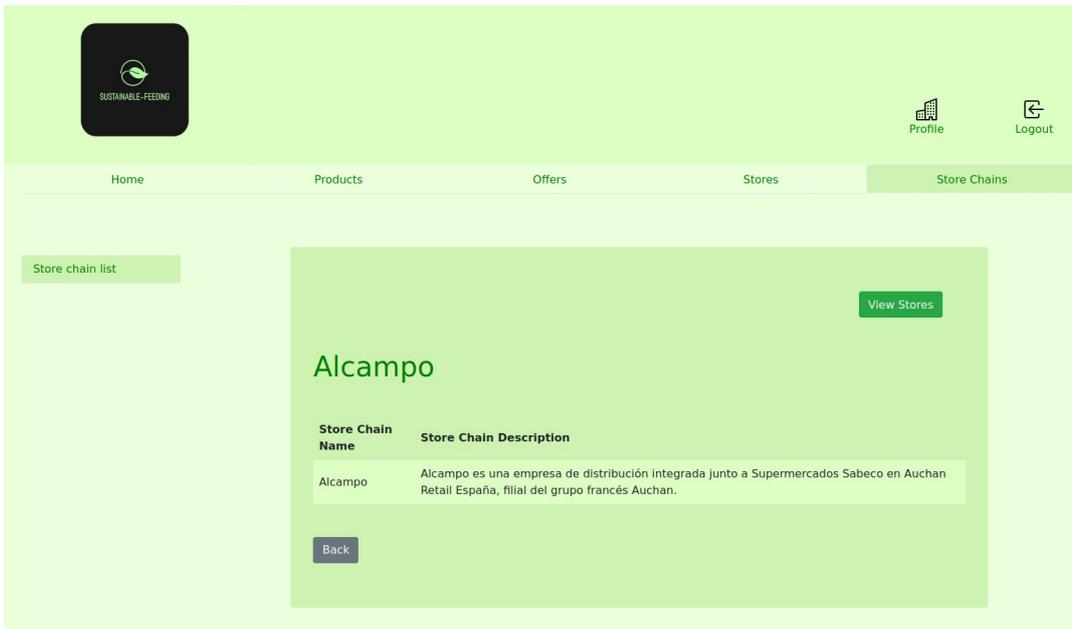 SUSTAINABLE-FEEDING
Profile
Logout
Home
Products
Offers
Stores
Store Chains
Store chain list
View Stores
Alcampo
Store Chain
Name
Store Chain Description
Alcampo
Alcampo es una empresa de distribución integrada junto a Supermercados Sabeco en Auchan
Retail España, filial del grupo francés Auchan.
Back